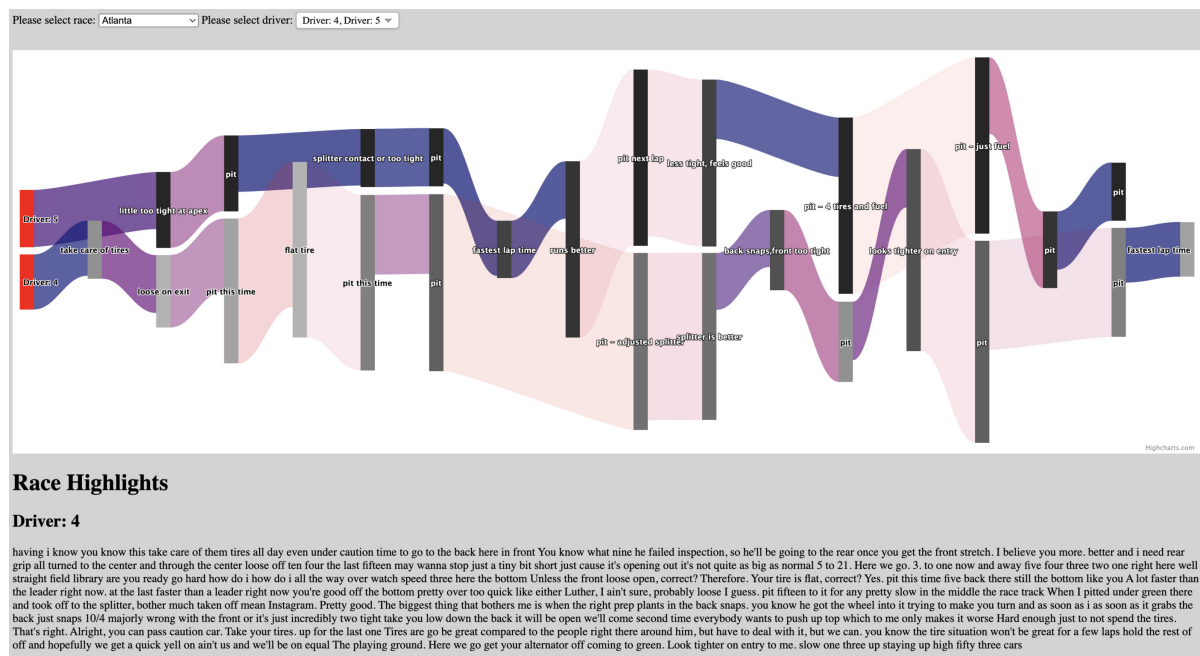 Please select race: Atlanta Please select driver: Driver: 4, Driver: 5
Driver: 5
Driver: 4
take care of tires
little too tight at apex
loose on exit
pit
pit this time
flat tire
splitter contact or too tight
pit this time
pit
pit
fastest lap time
runs better
pit next lap
pit - adjusted splitter
less tight, feels good
splitter is better
back snaps,front too tight
pit - 4 tires and fuel
pit
looks tighter on entry
pit - just fuel
pit
pit
pit
pit
fastest lap time
Highcharts.com
Race Highlights
Driver: 4
having i know you know this take care of them tires all day even under caution time to go to the back here in front You know what nine he failed inspection, so he'll be going to the rear once you get the front stretch. I believe you more. better and i need rear
grip all turned to the center and through the center loose off ten four the last fifteen may wanna stop just a tiny bit short just cause it's opening out it's not quite as big as normal 5 to 21. Here we go. 3. to one now and away five four three two one right here well
straight field library are you ready go hard how do i how do i all the way over watch speed three here the bottom Unless the front loose open, correct? Therefore. Your tire is flat, correct? Yes. pit this time five back there still the bottom like you A lot faster than
the leader right now. at the last faster than a leader right now you're good off the bottom pretty over too quick like either Luther, I ain't sure, probably loose I guess. pit fifteen to it for any pretty slow in the middle the race track When I pitted under green there
and took off to the splitter, bother much taken off mean Instagram. Pretty good. The biggest thing that bothers me is when the right prep plants in the back snaps. you know he got the wheel into it trying to make you turn and as soon as i as soon as it grabs the
back just snaps 10/4 majorly wrong with the front or it's just incredibly two tight take you low down the back it will be open we'll come second time everybody wants to push up top which to me only makes it worse Hard enough just to not spend the tires.
That's right. Alright, you can pass caution car. Take your tires. up for the last one Tires are go be great compared to the people right there around him, but have to deal with it, but we can. you know the tire situation won't be great for a few laps hold the rest of
off and hopefully we get a quick yell on ain't us and we'll be on equal The playing ground. Here we go get your alternator off coming to green. Look tighter on entry to me. slow one three up staying up high fifty three cars